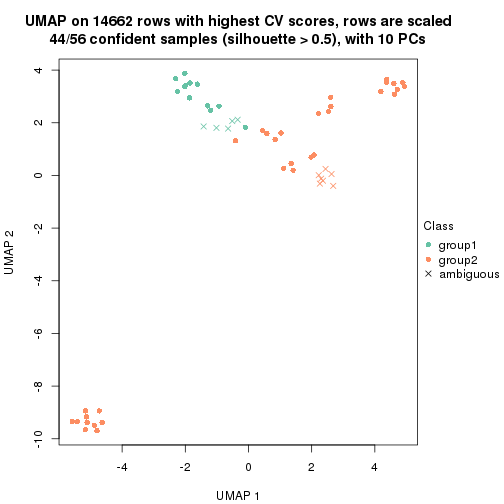 UMAP on 14662 rows with highest CV scores, rows are scaled
44/56 confident samples (silhouette > 0.5), with 10 PCs
4
2
0
-2
-4
-6
-8
-10
UMAP 2
-4
-2
0
2
4
UMAP 1
Class
group1
group2
ambiguous